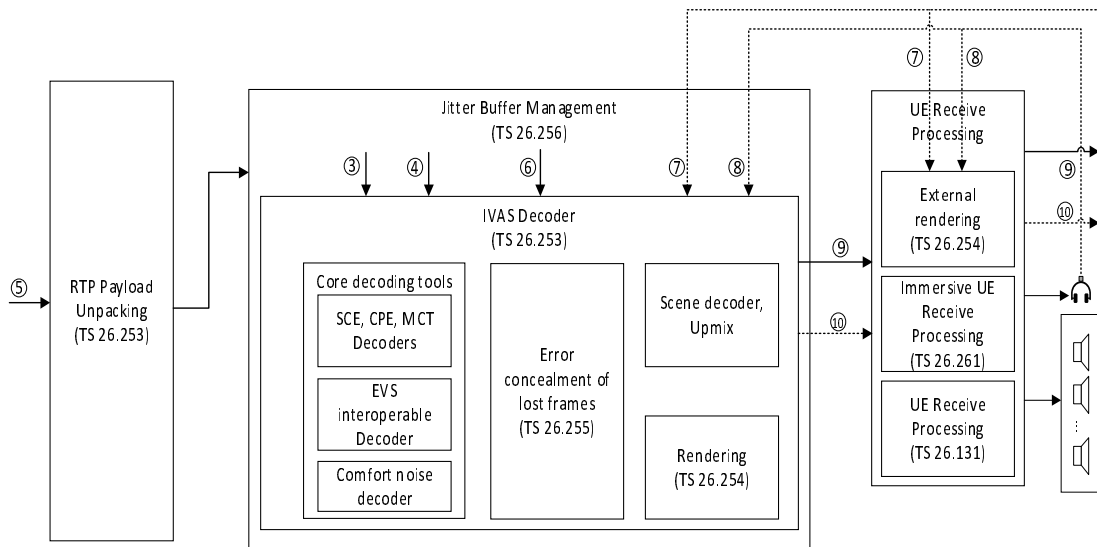 ⑦
⑧
Jitter Buffer Management
(TS 26.256)
③
④
⑥
⑦
⑧
UE Receive
Processing
⑨
External
rendering
(TS 26.254)
⑩
IVAS Decoder
(TS 26.253)
⑨
⑩
⑤
RTP Payload
Unpacking
(TS 26.253)
Core decoding tools
SCE, CPE, MCT
Decoders
EVS
interoperable
Decoder
Comfort noise
decoder
Error
concealment of
lost frames
(TS 26.255)
Scene decoder,
Upmix
Rendering
(TS 26.254)
Immersive UE
Receive
Processing
(TS 26.261)
UE Receive
Processing
(TS 26.131)
...